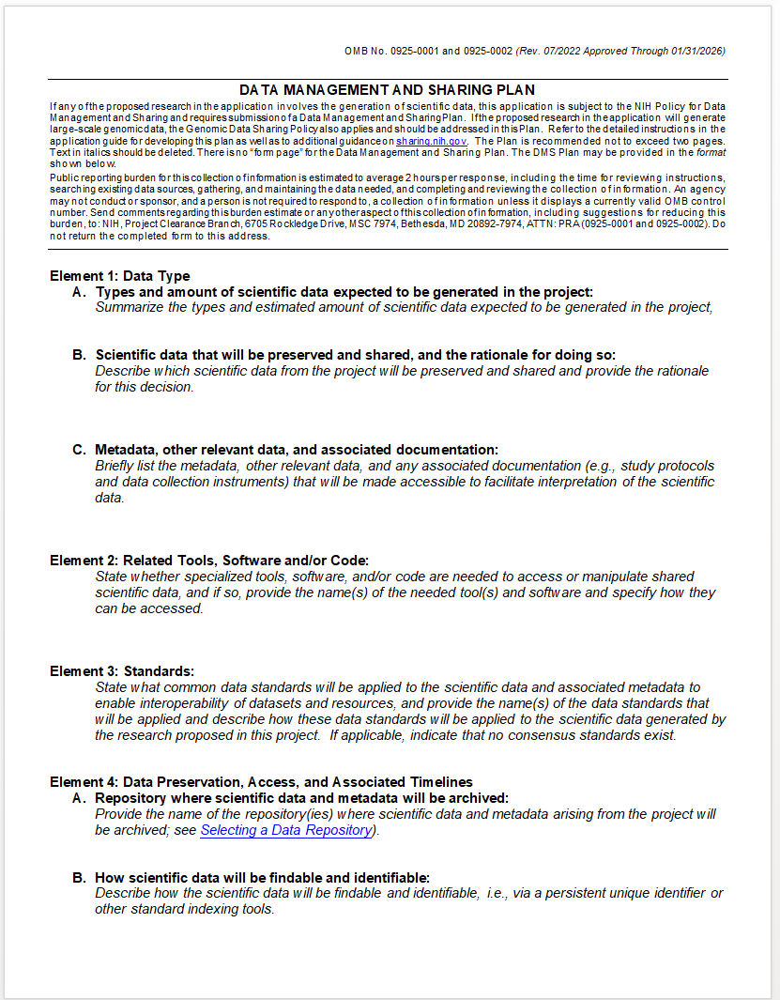 OMB No. 0925-0001 and 0925-0002 (Rev. 07/2022 Approved Through 01/31/2026)
DATA MANAGEMENT AND SHARING PLAN
If any of the proposed research in the application involves the generation of scientific data, this application is subject to the NIH Policy for Data
Management and Sharing and requires submission of a Data Management and Sharing Plan. If the proposed research in the application will generate
large-scale genomic data, the Genomic Data Sharing Policy also applies and should be addressed in this Plan. Refer to the detailed instructions in the
application guide for developing this plan as well as to additional guidance on sharing.nih.gov. The Plan is recommended not to exceed two pages.
Text in italics should be deleted. There is no "form page" for the Data Management and Sharing Plan. The DMS Plan may be provided in the format
shown below.
Public reporting burden for this collection of information is estimated to average 2 hours per response, including the time for reviewing instructions,
searching existing data sources, gathering, and maintaining the data needed, and completing and reviewing the collection of information. An agency
may not conduct or sponsor, and a person is not required to respond to, a collection of information unless it displays a currently valid OMB control
number. Send comments regarding this burden estimate or any other aspect of this collection of information, including suggestions for reducing this
burden, to: NIH, Project Clearance Branch, 6705 Rockledge Drive, MSC 7974, Bethesda, MD 20892-7974, ATTN: PRA (0925-0001 and 0925-0002). Do
not return the completed form to this address.
Element 1: Data Type
A. Types and amount of scientific data expected to be generated in the project:
Summarize the types and estimated amount of scientific data expected to be generated in the project,
B. Scientific data that will be preserved and shared, and the rationale for doing so:
Describe which scientific data from the project will be preserved and shared and provide the rationale
for this decision.
C. Metadata, other relevant data, and associated documentation:
Briefly list the metadata, other relevant data, and any associated documentation (e.g., study protocols
and data collection instruments) that will be made accessible to facilitate interpretation of the scientific
data.
Element 2: Related Tools, Software and/or Code:
State whether specialized tools, software, and/or code are needed to access or manipulate shared
scientific data, and if so, provide the name(s) of the needed tool(s) and software and specify how they
can be accessed.
Element 3: Standards:
State what common data standards will be applied to the scientific data and associated metadata to
enable interoperability of datasets and resources, and provide the name(s) of the data standards that
will be applied and describe how these data standards will be applied to the scientific data generated by
the research proposed in this project. If applicable, indicate that no consensus standards exist.
Element 4: Data Preservation, Access, and Associated Timelines
A. Repository where scientific data and metadata will be archived:
Provide the name of the repository(ies) where scientific data and metadata arising from the project will
be archived; see Selecting a Data Repository).
B. How scientific data will be findable and identifiable:
Describe how the scientific data will be findable and identifiable, i.e., via a persistent unique identifier or
other standard indexing tools.